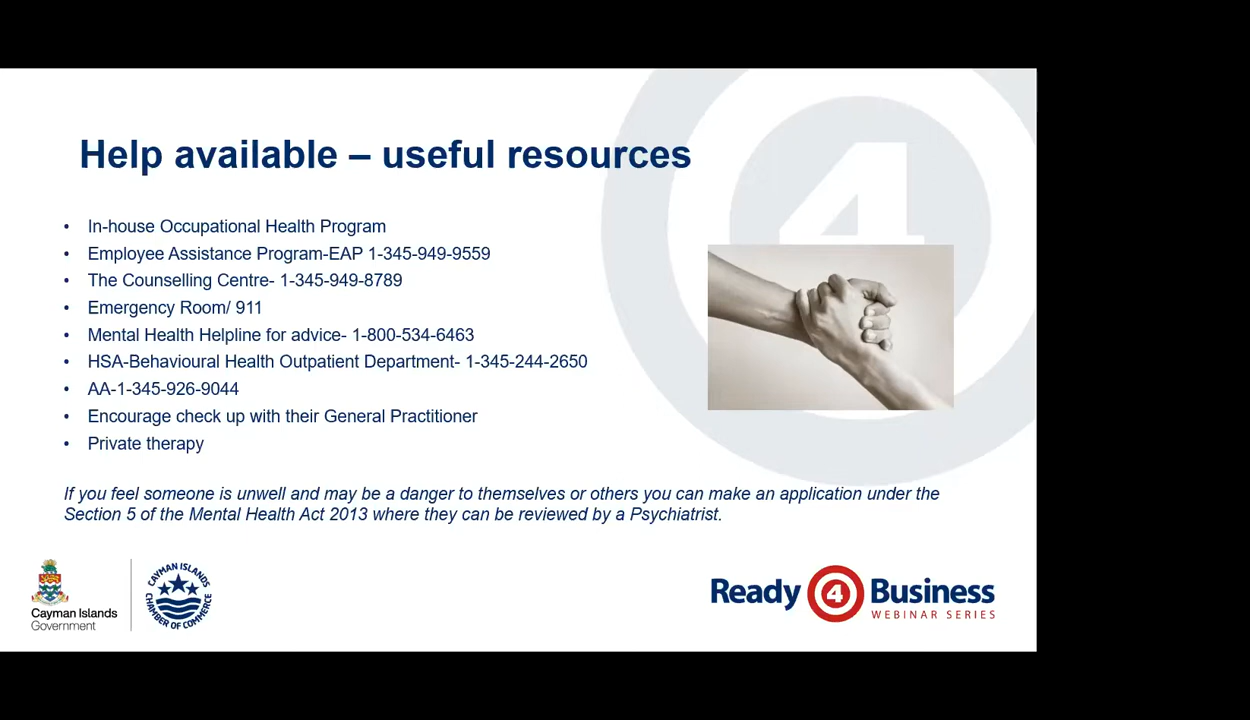 Help available – useful resources
• In-house Occupational Health Program
• Employee Assistance Program-EAP 1-345-949-9559
• The Counselling Centre- 1-345-949-8789
• Emergency Room/ 911
• Mental Health Helpline for advice- 1-800-534-6463
• HSA-Behavioural Health Outpatient Department- 1-345-244-2650
• AA-1-345-926-9044
• Encourage check up with their General Practitioner
• Private therapy
If you feel someone is unwell and may be a danger to themselves or others you can make an application under the
Section 5 of the Mental Health Act 2013 where they can be reviewed by a Psychiatrist.
Cayman Islands
Government
CAYMAN ISLANDS
CHAMBER OF COMMERCE
Ready 4 Business
WEBINAR SERIES
4